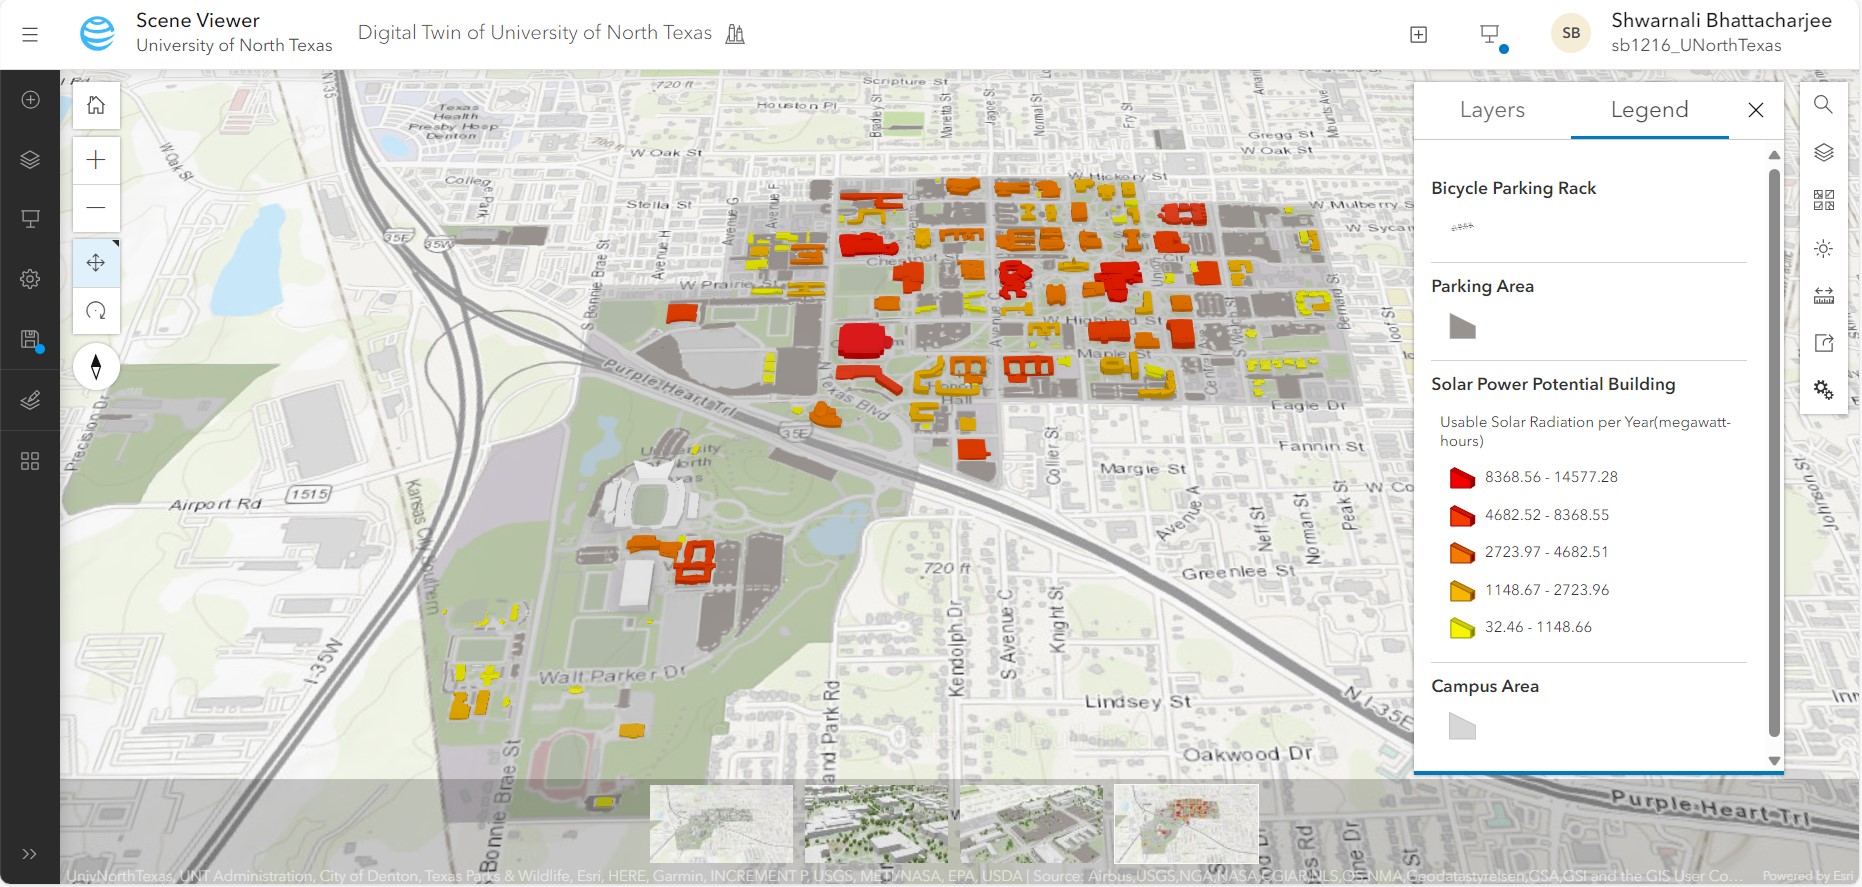 Scene Viewer
University of North Texas
Digital Twin of University of North Texas
SB
Shwarnali Bhattacharjee
sb1216_UNorthTexas
Layers
Legend
Bicycle Parking Rack
Parking Area
Solar Power Potential Building
Usable Solar Radiation per Year(megawatt-
hours)
8368.56 - 14577.28
4682.52 - 8368.55
2723.97 - 4682.51
1148.67 - 2723.96
32.46 - 1148.66
Campus Area
Scripture St
720 ft
Houston Pl
Bradley St
Normal St
Fry St
Gregg St
W Oak St
W Oak St
Texas
Health
Presby Hosp
Denton
W Hickory St
W Mulberry S
W Sycam
Stella St
Avenue G
Avenue F
Avenue H
35E
35W
S Bonnie Brae St
W Prairie St
Chestnut
W Highland St
Maple St
Bernard St
Central
Eagle Dr
Purple Heart Trl
N Texas Blvd
Hall
35E
Fannin St
Collier St
Margie St
Avenue A
Neff St
Norman St
Peak St
W Co
Precision Dr
Airport Rd
1515
Kansas City Southern
University
of North
Texas
720 ft
Greenlee St
Kendolph Dr
S Avenue C
Knight St
Johnson St
I-35W
Walt Parker Dr
Lindsey St
N I-35E
Oakwood Dr
Bonnie Brae St
and Park Rd
Purple Heart Trl
UnivNorthTexas, UNT Administration, City of Denton, Texas Parks & Wildlife, Esri, HERE, Garmin, INCREMENT P, USGS, METI/NASA, EPA, USDA | Source: Airbus,USGS,NGA,NASA,CGIAR,NLS,OS,NMA,Geodatastyrelsen,GSA,GSI and the GIS User Co...
Powered by Esri